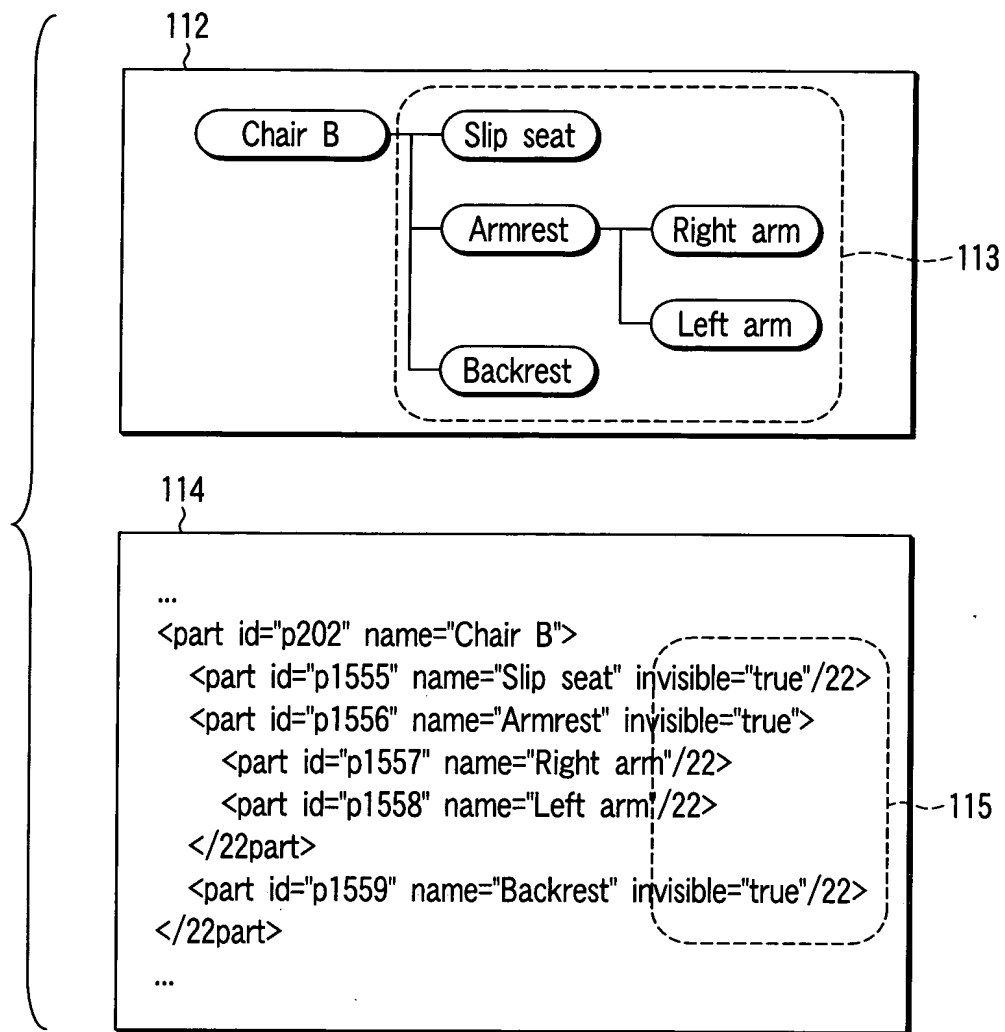 112
Chair B
Slip seat
Armrest
Right arm
113
Left arm
Backrest
114
...
<part id="p202" name="Chair B">
<part id="p1555" name="Slip seat" invisible="true"/22>
<part id="p1556" name="Armrest" invisible="true">
<part id="p1557" name="Right arm"/22>
<part id="p1558" name="Left arm"/22>
115
</22part>
<part id="p1559" name="Backrest" invisible="true"/22>
</22part>
...